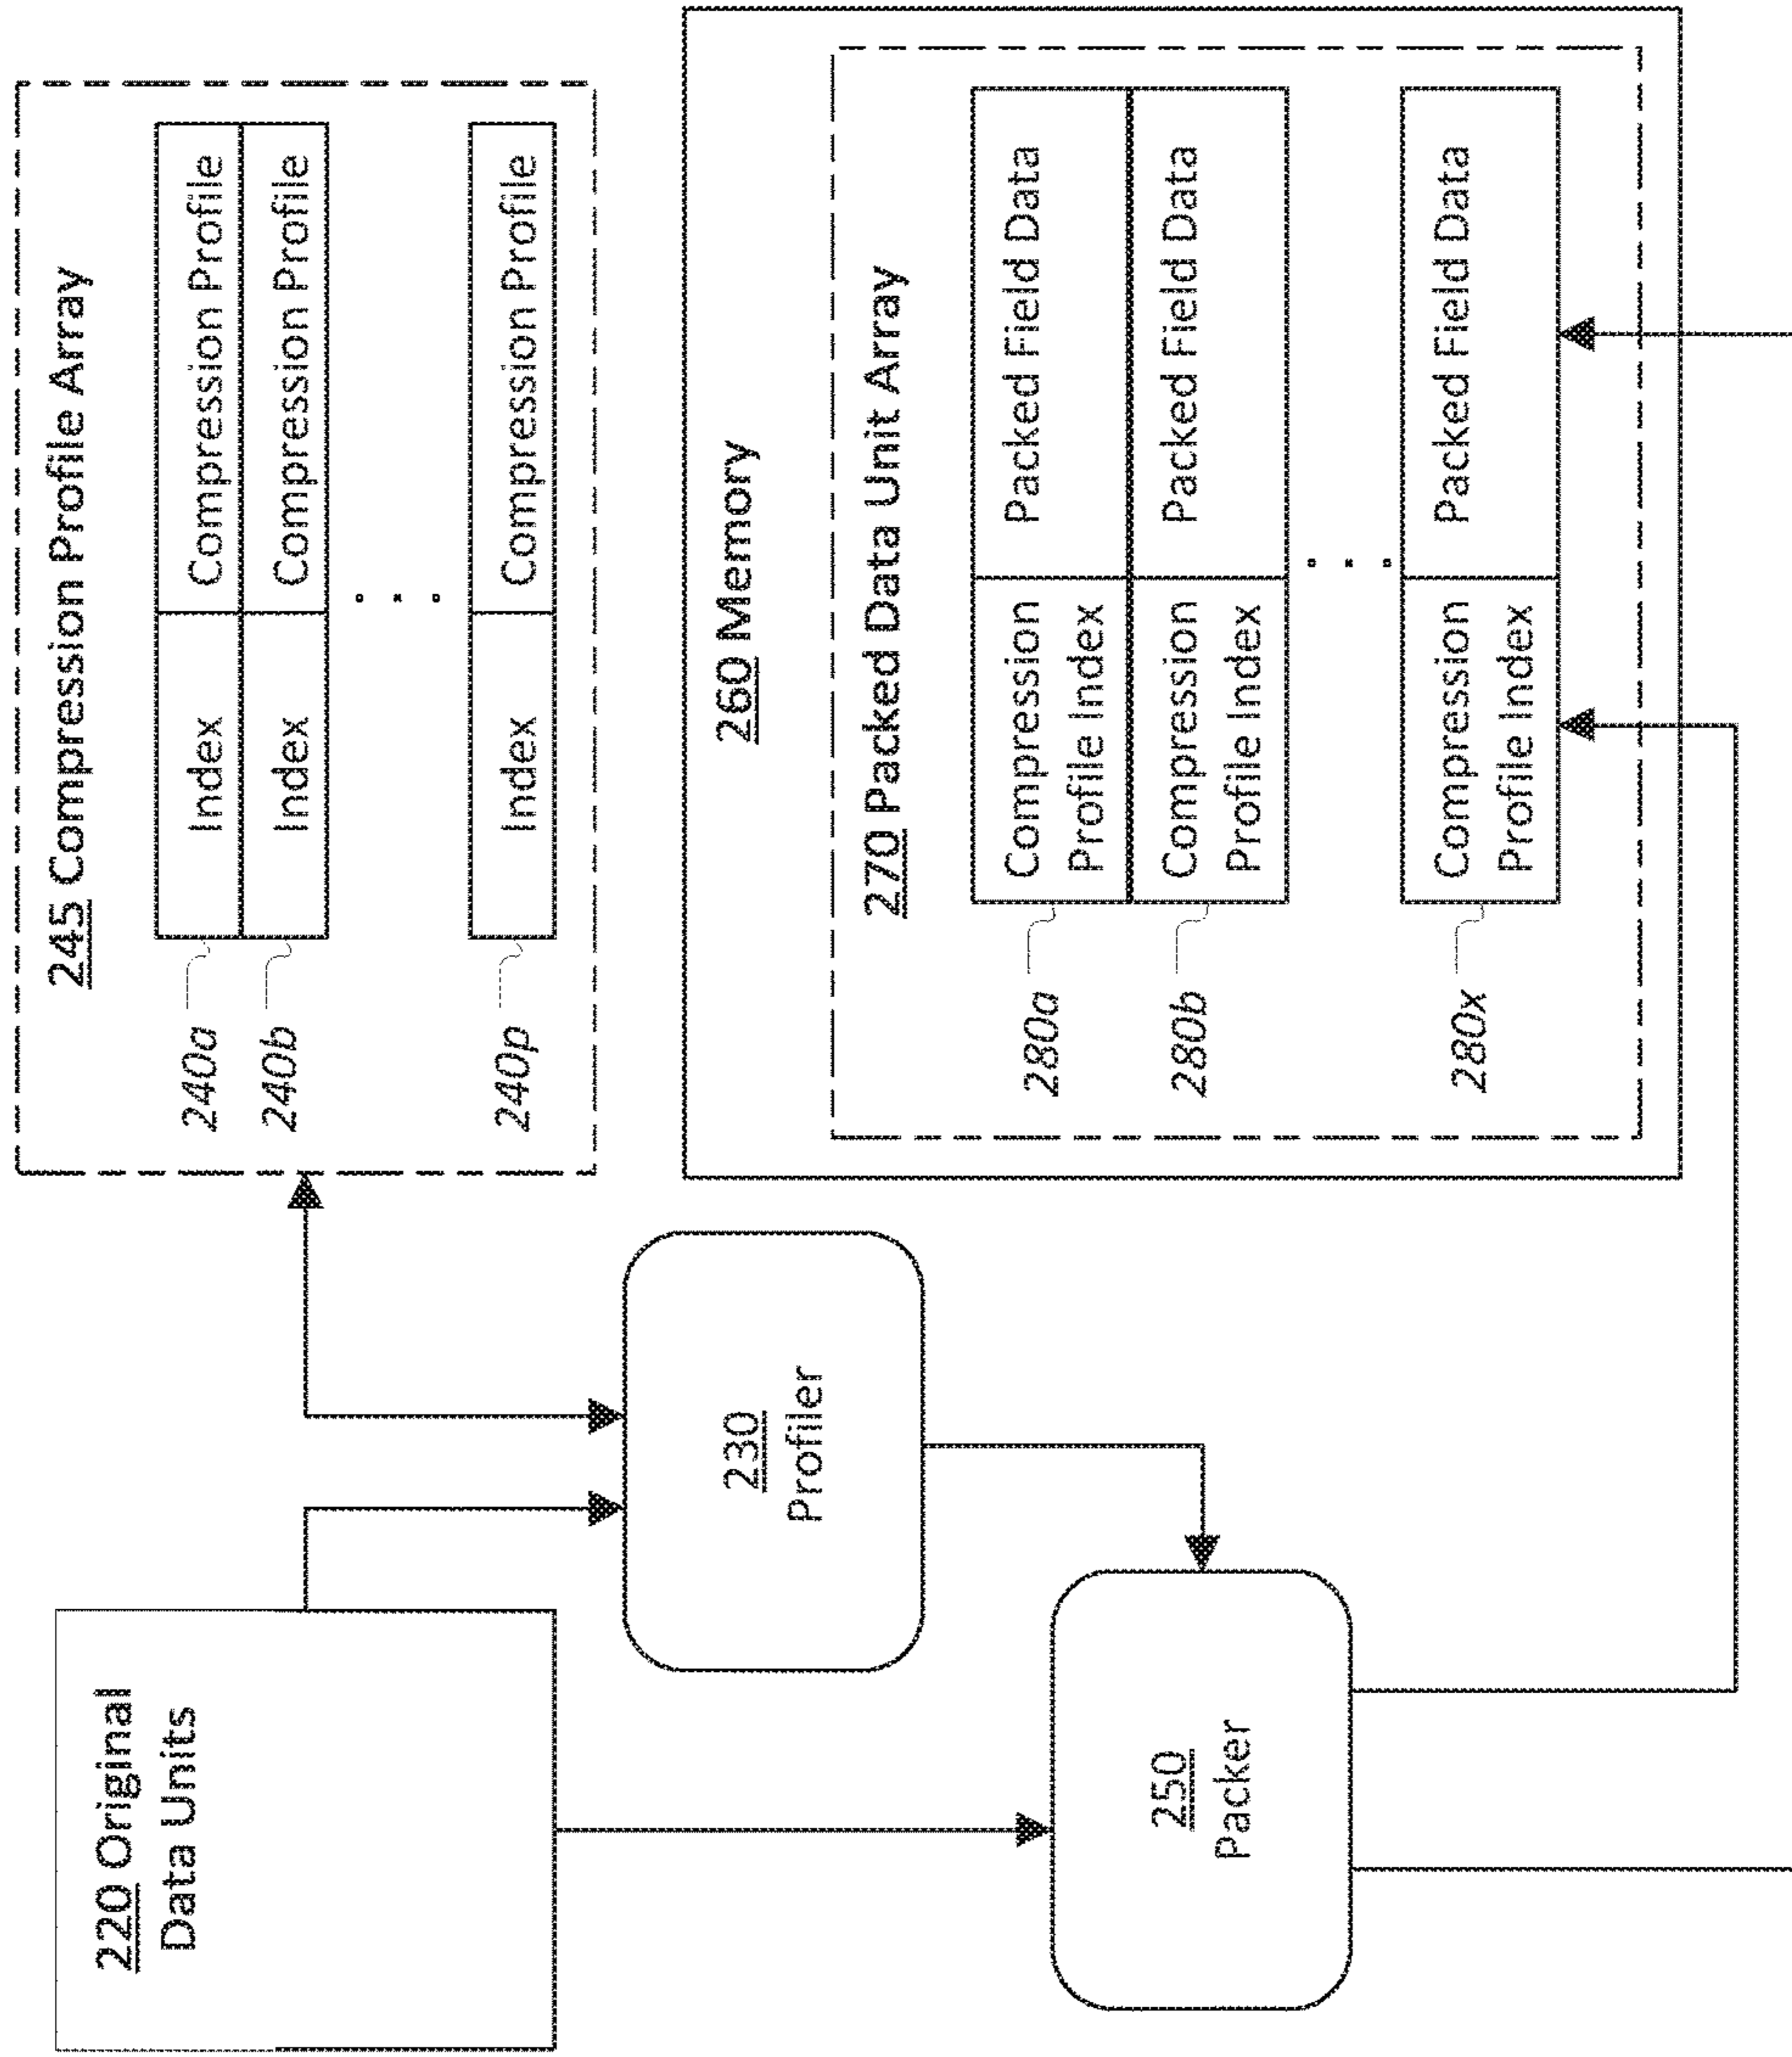 220 Original
Data Units
230
Profiler
250
Packer
245 Compression Profile Array
240a
Index
Compression Profile
240b
Index
Compression Profile
240p
Index
Compression Profile
260 Memory
270 Packed Data Unit Array
280a
Compression
Profile Index
Packed Field Data
280b
Compression
Profile Index
Packed Field Data
280x
Compression
Profile Index
Packed Field Data